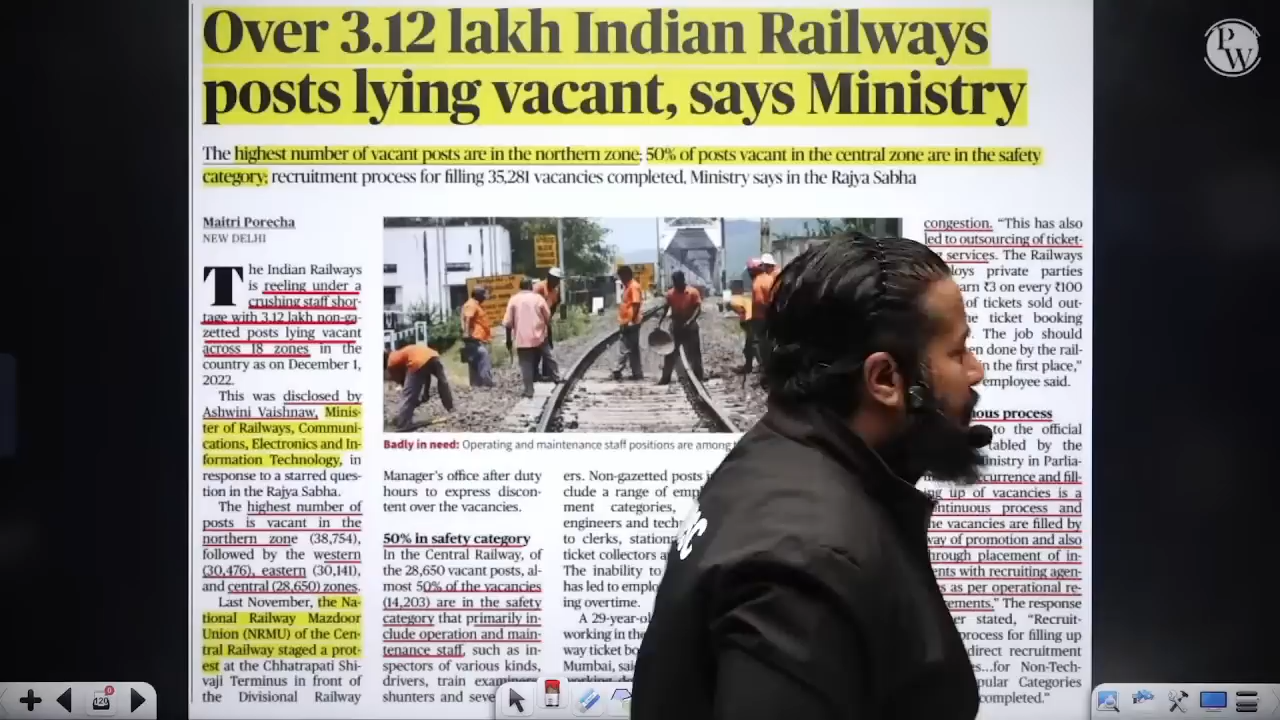 Over 3.12 lakh Indian Railways
posts lying vacant, says Ministry
The highest number of vacant posts are in the northern zone; 50% of posts vacant in the central zone are in the safety
category; recruitment process for filling 35,281 vacancies completed, Ministry says in the Rajya Sabha
Maitri Porecha
NEW DELHI
The Indian Railways
is reeling under a
crushing staff shor-
tage with 3.12 lakh non-ga-
zetted posts lying vacant
across 18 zones in the
country as on December 1,
2022.
This was disclosed by
Ashwini Vaishnaw, Minis-
ter of Railways, Communi-
cations, Electronics and In-
formation Technology, in
response to a starred ques-
tion in the Rajya Sabha.
The highest number of
posts is vacant in the
northern zone (38,754),
followed by the western
(30,476), eastern (30,141),
and central (28,650) zones.
Last November, the Na-
tional Railway Mazdoor
Union (NRMU) of the Cen-
tral Railway staged a prot-
est at the Chhatrapati Shi-
vaji Terminus in front of
the Divisional Railway
Badly in need: Operating and maintenance staff positions are among
Manager's office after duty
hours to express discon-
tent over the vacancies.
50% in safety category
In the Central Railway, of
the 28,650 vacant posts, al-
most 50% of the vacancies
(14,203) are in the safety
category that primarily in-
clude operation and main-
tenance staff, such as in-
spectors of various kinds,
drivers, train examiners,
shunters and
ers. Non-gazetted posts
clude a range of
ment categories,
engineers and
to clerks,
ticket collectors
The inability to
has led to
ing overtime.
A
working in the
way ticket
Mumbai,
congestion. "This has also
led to outsourcing of ticket-
services. The Railways
private parties
₹3 on every ₹100
of tickets sold out-
ticket booking
The job should
done by the rail-
in the first place,"
employee said.
process
to the official
by the
in Parlia-
and fill-
ing up of vacancies is a
continuous process and
the vacancies are filled by
way of promotion and also
through placement of in-
dents with recruiting agen-
as per operational re-
The response
stated, "Recruit-
process for filling up
direct recruitment
...for Non-Tech-
Categories
completed."
PW
120